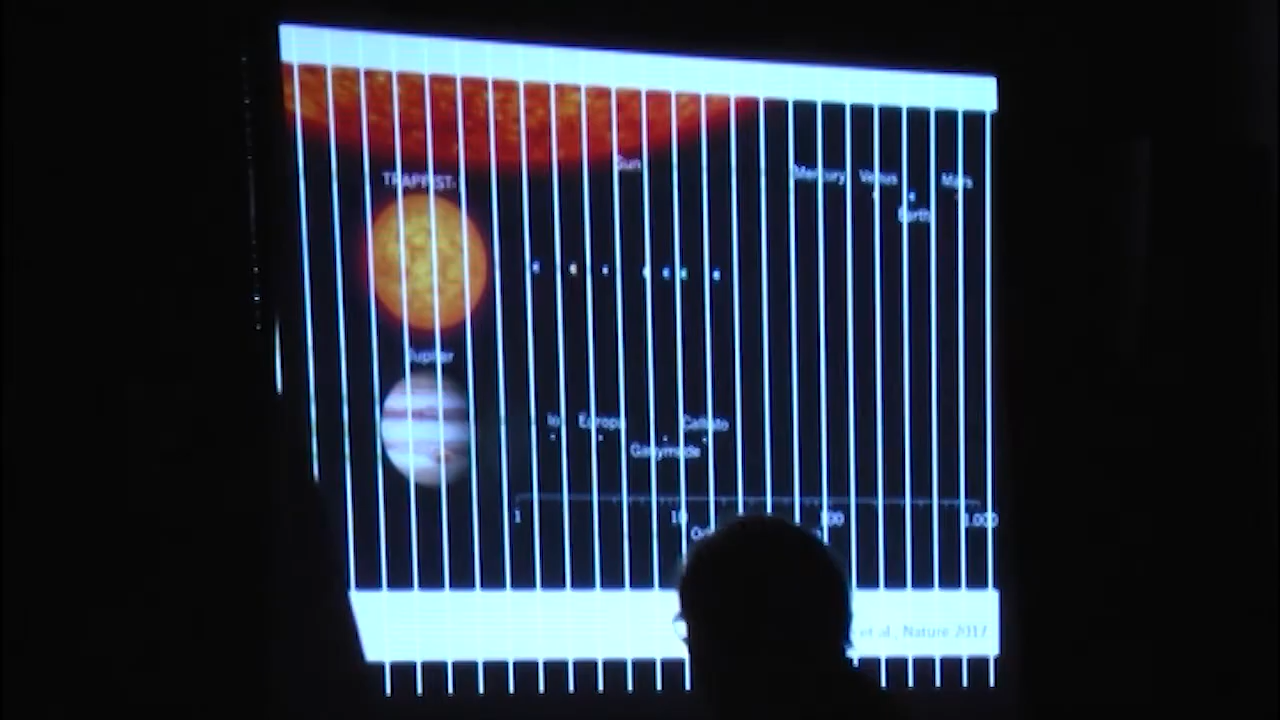 Sun
Mercury Venus Mars
TRAPPIST-
Earth
Jupiter
Io Europa Callisto
Ganymede
1 10 100 1.000
et al., Nature 2017